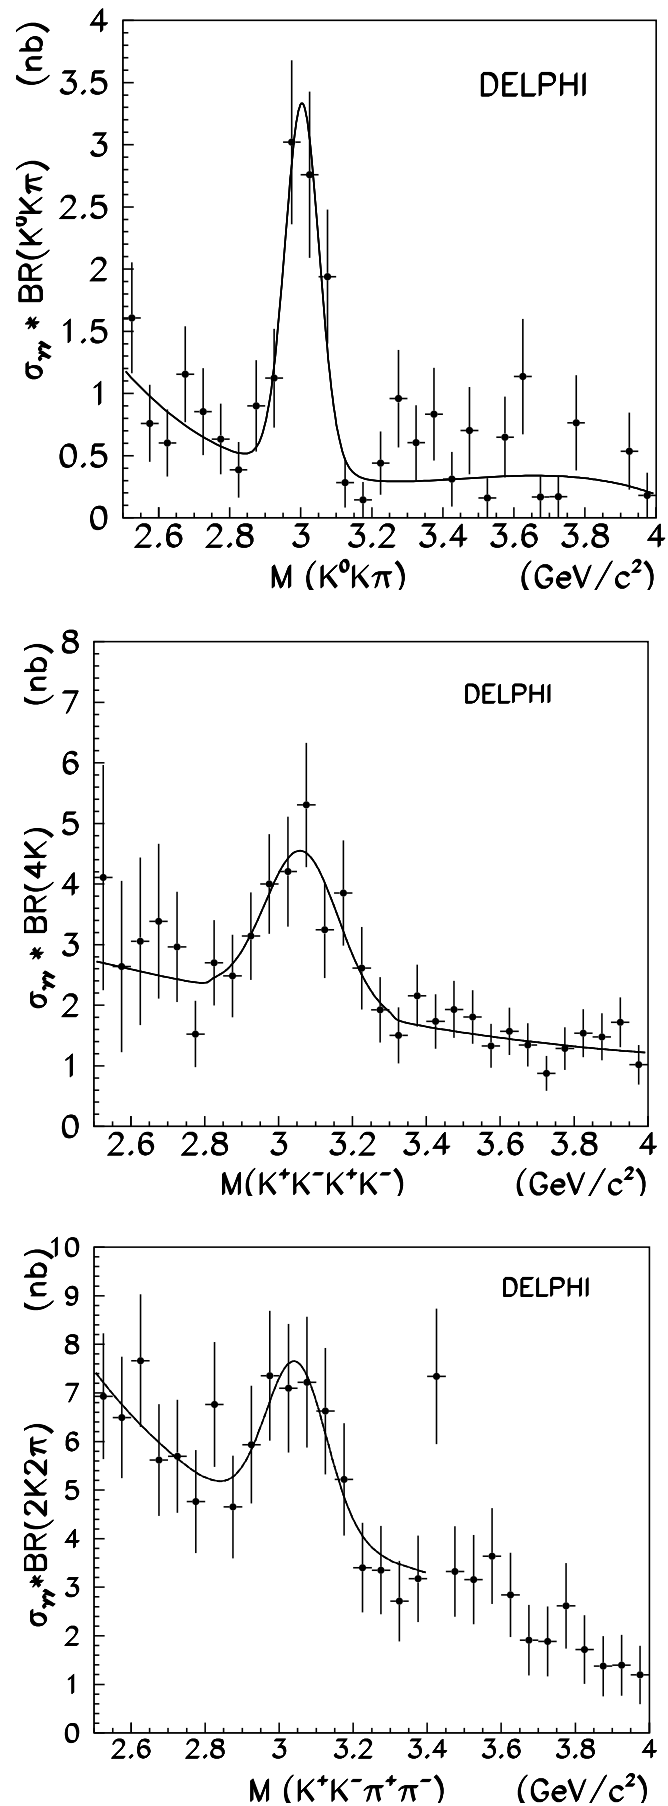 4
(nb)
3.5
DELPHI
3
σγγ * BR(K⁰Kπ)
2.5
2
1.5
1
0.5
0
2.6 2.8 3 3.2 3.4 3.6 3.8 4
M (K⁰Kπ) (GeV/c²)
8
(nb)
7
DELPHI
6
5
σγγ * BR(4K)
4
3
2
1
0
2.6 2.8 3 3.2 3.4 3.6 3.8 4
M(K⁺K⁻K⁺K⁻) (GeV/c²)
10
(nb)
9
DELPHI
8
7
6
σγγ*BR(2K2π)
5
4
3
2
1
0
2.6 2.8 3 3.2 3.4 3.6 3.8 4
M (K⁺K⁻π⁺π⁻) (GeV/c²)